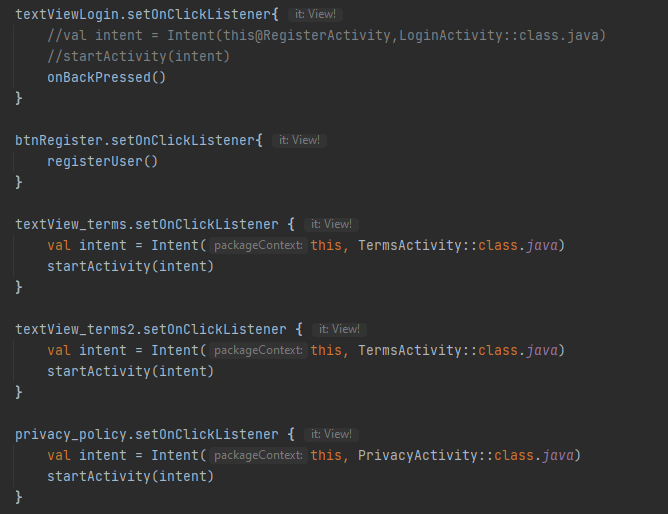 textViewLogin.setOnClickListener{ it: View!
//val intent = Intent(this@RegisterActivity,LoginActivity::class.java)
//startActivity(intent)
onBackPressed()
}
btnRegister.setOnClickListener{ it: View!
registerUser()
}
textView_terms.setOnClickListener { it: View!
val intent = Intent( packageContext: this, TermsActivity::class.java)
startActivity(intent)
}
textView_terms2.setOnClickListener { it: View!
val intent = Intent( packageContext: this, TermsActivity::class.java)
startActivity(intent)
}
privacy_policy.setOnClickListener { it: View!
val intent = Intent( packageContext: this, PrivacyActivity::class.java)
startActivity(intent)
}